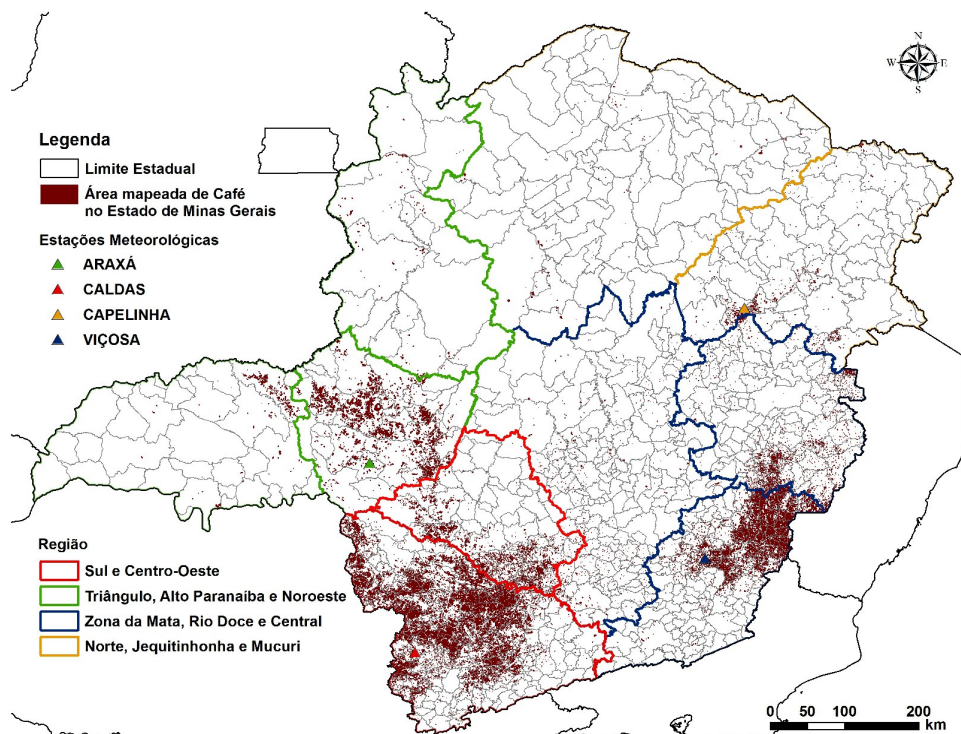 N
W E
S
Legenda
Limite Estadual
Área mapeada de Café
no Estado de Minas Gerais
Estações Meteorológicas
ARAXÁ
CALDAS
CAPELINHA
VIÇOSA
Região
Sul e Centro-Oeste
Triângulo, Alto Paranaíba e Noroeste
Zona da Mata, Rio Doce e Central
Norte, Jequitinhonha e Mucuri
0 50 100 200
km